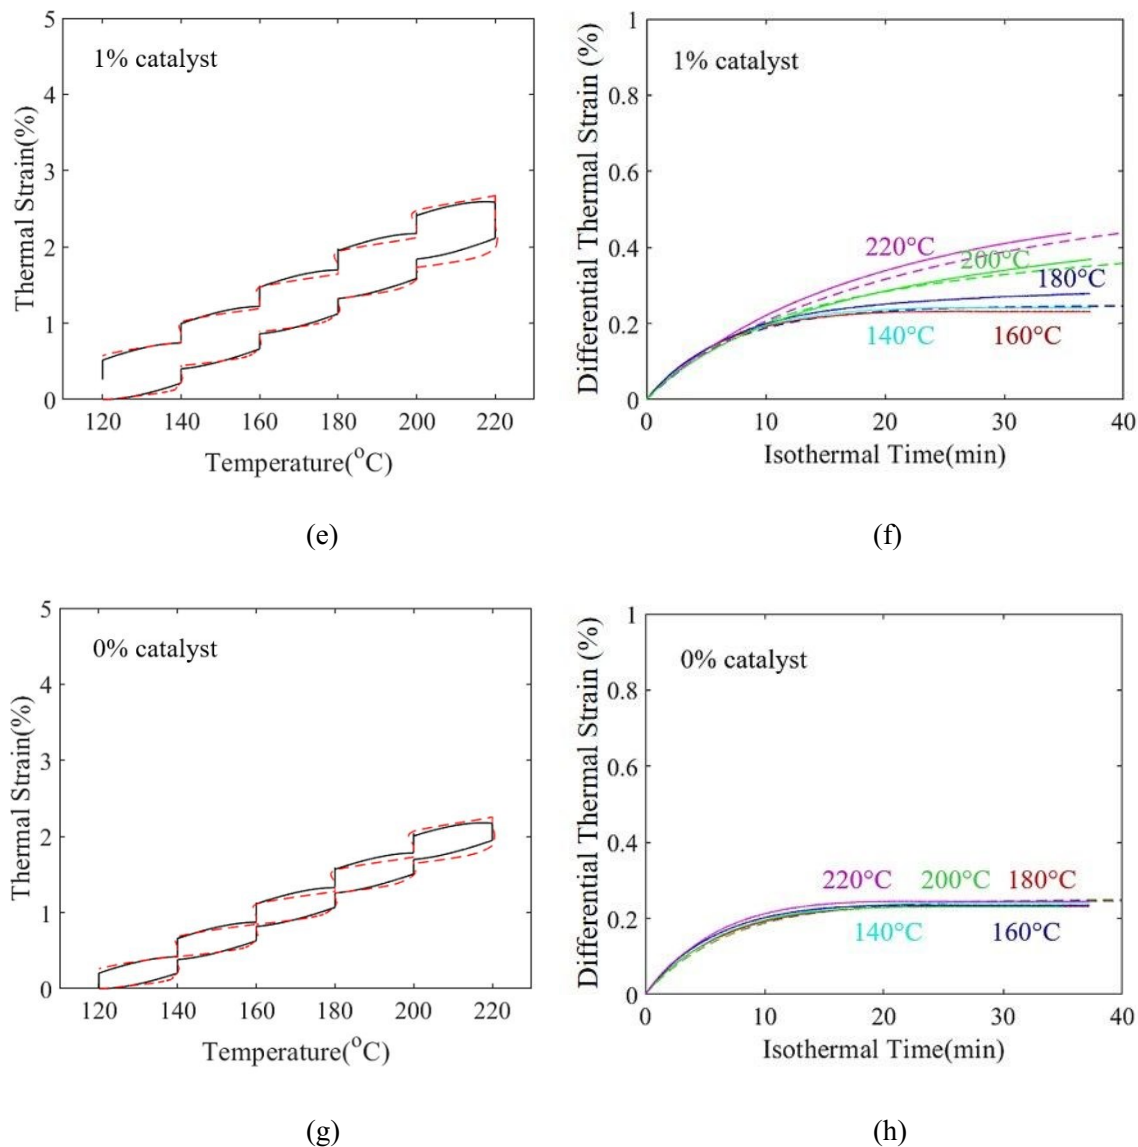 5
4
3
2
1
0
Thermal Strain(%)
1% catalyst
120 140 160 180 200 220
Temperature(°C)
(e)
1
0.8
0.6
0.4
0.2
0
Differential Thermal Strain (%)
1% catalyst
220°C
200°C
180°C
140°C 160°C
0 10 20 30 40
Isothermal Time(min)
(f)
5
4
3
2
1
0
Thermal Strain(%)
0% catalyst
120 140 160 180 200 220
Temperature(°C)
(g)
1
0.8
0.6
0.4
0.2
0
Differential Thermal Strain (%)
0% catalyst
220°C 200°C 180°C
140°C 160°C
0 10 20 30 40
Isothermal Time(min)
(h)